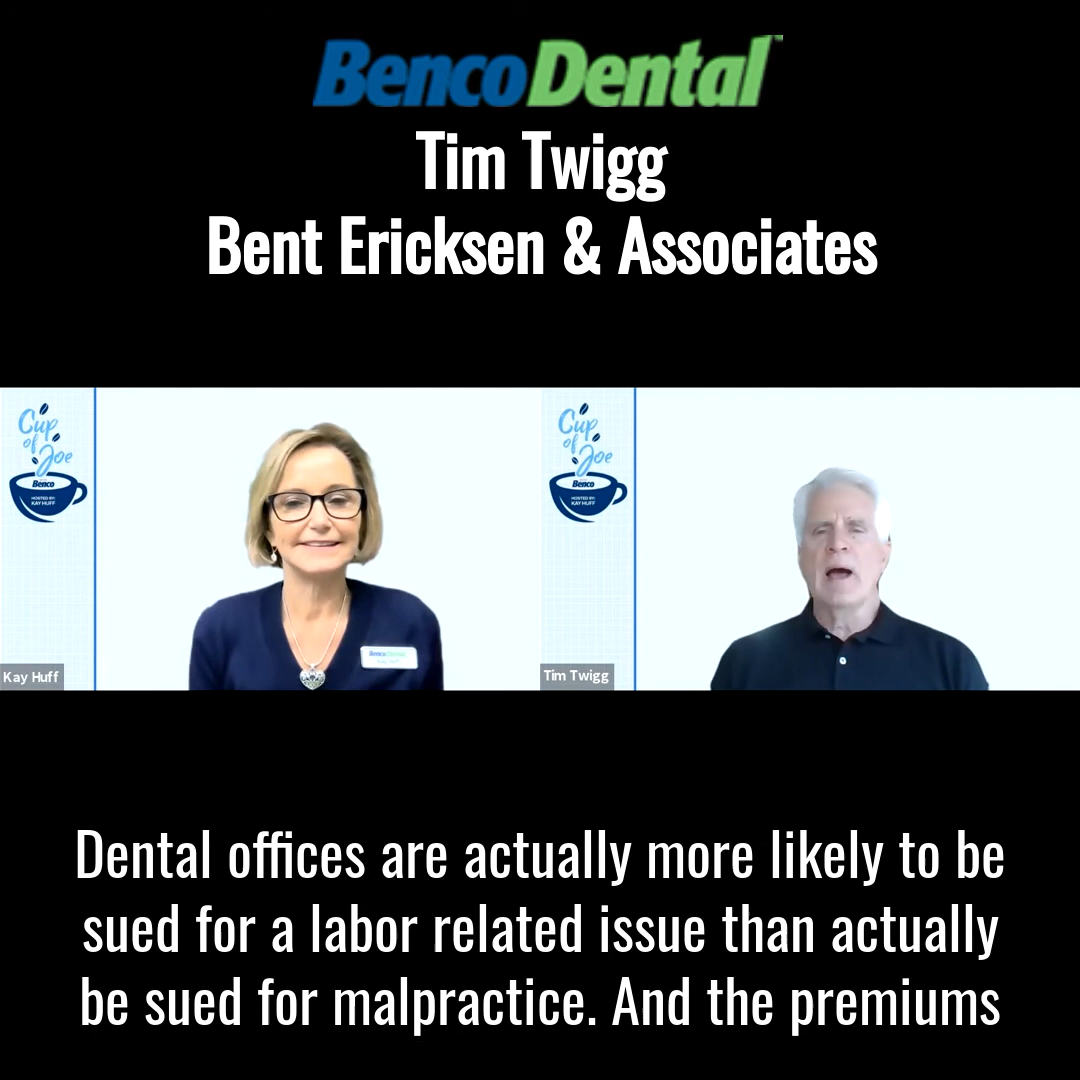 BencoDental™
Tim Twigg
Bent Ericksen & Associates
Cup
of
Joe
Benco
HOSTED BY:
KAY HUFF
Kay Huff
BencoDental
Cup
of
Joe
Benco
HOSTED BY:
KAY HUFF
Tim Twigg
Dental offices are actually more likely to be
sued for a labor related issue than actually
be sued for malpractice. And the premiums